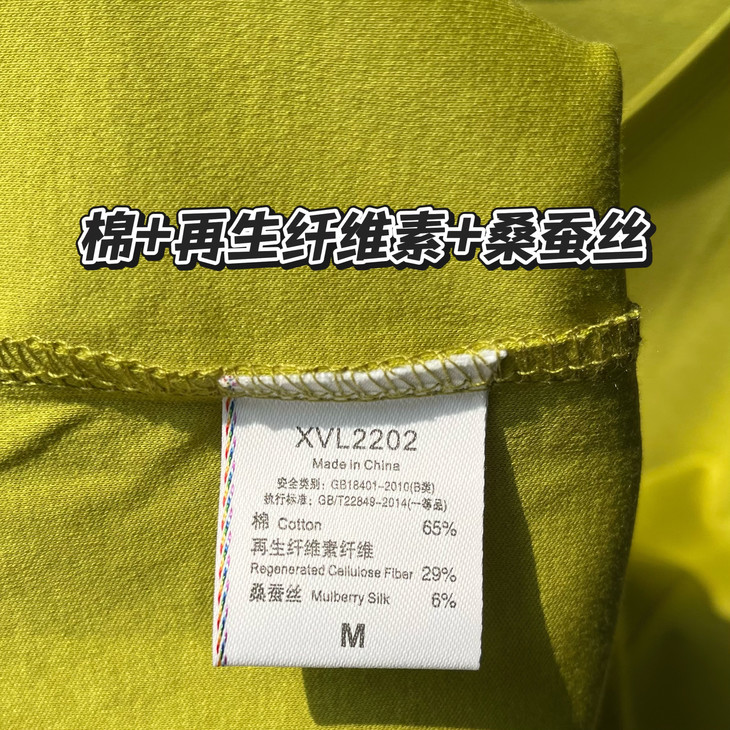 棉+再生纤维素+桑蚕丝
XVL2202
Made in China
安全类别：GB18401-2010(B类)
执行标准：GB/T22849-2014(一等品)
棉 Cotton 65%
再生纤维素纤维
Regenerated Cellulose Fiber 29%
桑蚕丝 Mulberry Silk 6%
M